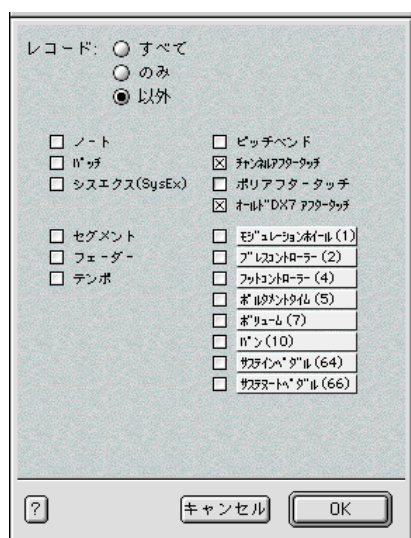 レコード: すべて
のみ
以外
ノート
パッチ
シスエクス(SysEx)
セグメント
フェーダー
テンポ
ピッチベンド
チャンネルアフタータッチ
ポリアフタータッチ
オールド"DX7 アフタータッチ
モジュレーションホイール(1)
ブレスコントローラー(2)
フットコントローラー(4)
ポルタメントタイム(5)
ボリューム(7)
パン(10)
サステインペダル(64)
サステヌートペダル(66)
?
キャンセル
OK